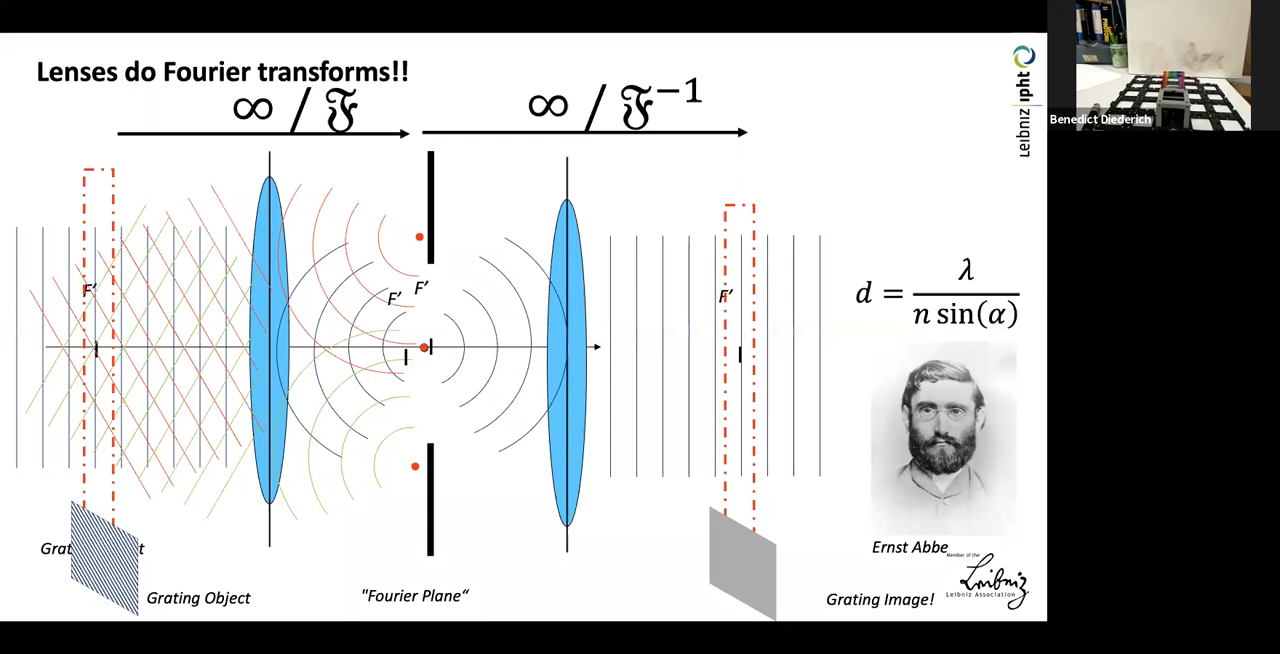 Lenses do Fourier transforms!!
∞ / 𝔉
∞ / 𝔉⁻¹
Leibniz ipht
Benedict Diederich
F'
F'
F'
F'
d = λ / n sin(α)
Grat t
Grating Object
"Fourier Plane“
Ernst Abbe
Member of the
Leibniz
Leibniz Association
Grating Image!